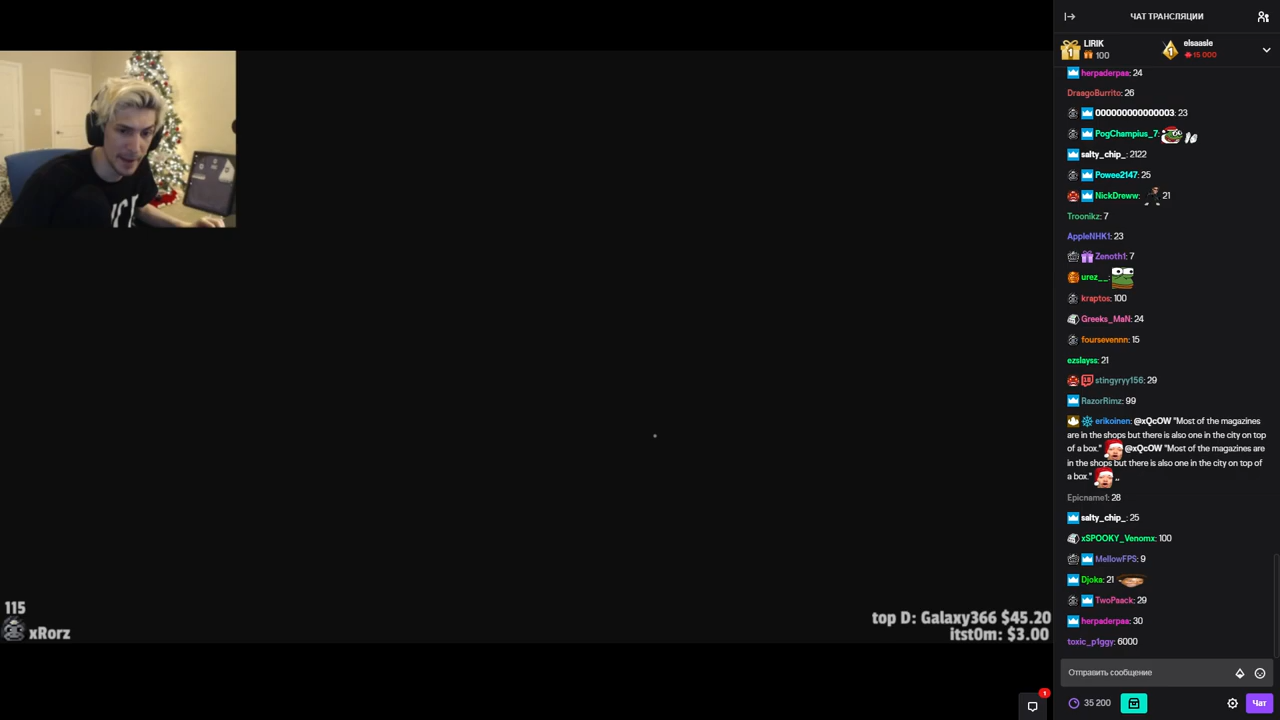 ЧАТ ТРАНСЛЯЦИИ
LIRIK
100
elsaasle
15 000
herpaderpaa: 24
DraagoBurrito: 26
000000000000003: 23
PogChampius_7:
salty_chip_: 2122
Powee2147: 25
NickDreww: 21
Troonikz: 7
AppleNHK1: 23
Zenoth1: 7
urez__:
kraptos: 100
Greeks_MaN: 24
foursevennn: 15
ezslayss: 21
stingyryy156: 29
RazorRimz: 99
erikoinen: @xQcOW "Most of the magazines
are in the shops but there is also one in the city on top
of a box." @xQcOW "Most of the magazines are
in the shops but there is also one in the city on top of
a box." ,,
Epicname1: 28
salty_chip_: 25
xSPOOKY_Venomx: 100
MellowFPS: 9
Djoka: 21
TwoPaack: 29
herpaderpaa: 30
toxic_p1ggy: 6000
Отправить сообщение
35 200
1
Чат
115
xRorz
top D: Galaxy366 $45.20
itst0m: $3.00